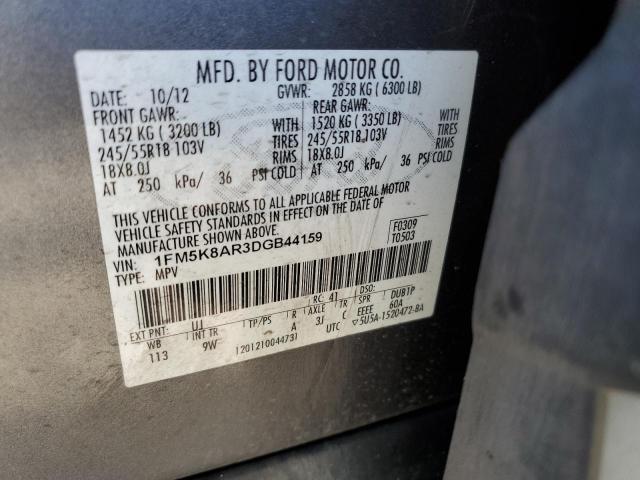 MFD. BY FORD MOTOR CO.
DATE: 10/12 GVWR: 2858 KG ( 6300 LB)
FRONT GAWR: REAR GAWR:
1452 KG ( 3200 LB) WITH 1520 KG ( 3350 LB) WITH
245/55R18 103V TIRES 245/55R18 103V TIRES
18X8.0J RIMS 18X8.0J RIMS
AT 250 kPa/ 36 PSI COLD AT 250 kPa/ 36 PSI COLD
THIS VEHICLE CONFORMS TO ALL APPLICABLE FEDERAL MOTOR
VEHICLE SAFETY STANDARDS IN EFFECT ON THE DATE OF
MANUFACTURE SHOWN ABOVE.
VIN: 1FM5K8AR3DGB44159 F0309
TYPE: MPV T0503
EXT PNT: UJ RC: 41 DSO:
WB INT TR TP/PS R AXLE TR SPR EEEE DUB1P
113 9W A 3J C 60A
120121004473 UTC ▽5U5A-1520472-BA